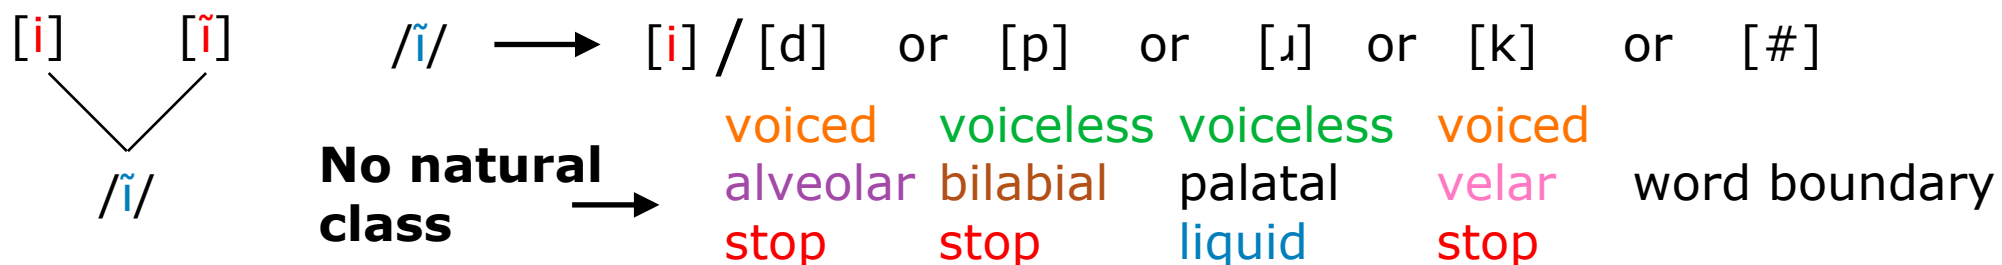 [i] [ĩ] /ĩ/ → [i] / [d] or [p] or [ɹ] or [k] or [#]
voiced voiceless voiceless voiced
No natural alveolar bilabial palatal velar word boundary
/ĩ/ class → stop stop liquid stop